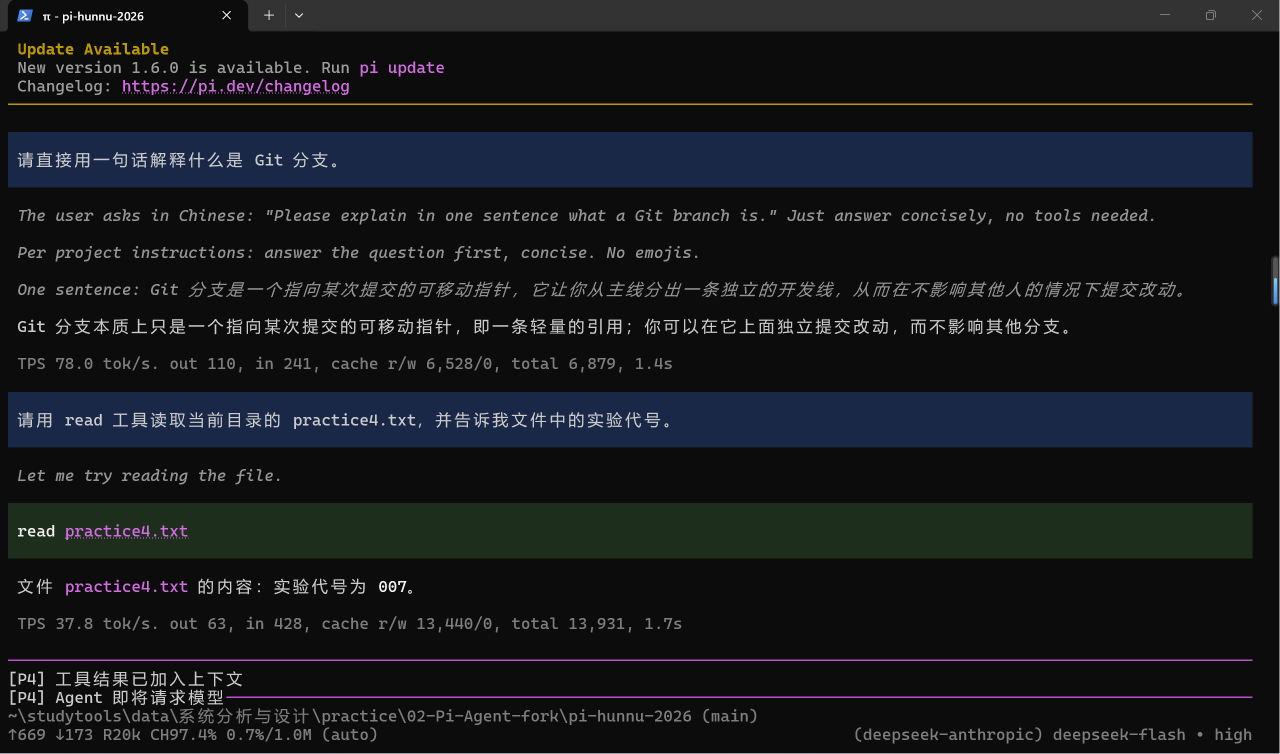 π - pi-hunnu-2026
Update Available
New version 1.6.0 is available. Run pi update
Changelog: https://pi.dev/changelog
请直接用一句话解释什么是 Git 分支。
The user asks in Chinese: "Please explain in one sentence what a Git branch is." Just answer concisely, no tools needed.
Per project instructions: answer the question first, concise. No emojis.
One sentence: Git 分支是一个指向某次提交的可移动指针，它让你从主线分出一条独立的开发线，从而在不影响其他人的情况下提交改动。
Git 分支本质上只是一个指向某次提交的可移动指针，即一条轻量的引用；你可以在它上面独立提交改动，而不影响其他分支。
TPS 78.0 tok/s. out 110, in 241, cache r/w 6,528/0, total 6,879, 1.4s
请用 read 工具读取当前目录的 practice4.txt，并告诉我文件中的实验代号。
Let me try reading the file.
read practice4.txt
文件 practice4.txt 的内容：实验代号为 007。
TPS 37.8 tok/s. out 63, in 428, cache r/w 13,440/0, total 13,931, 1.7s
[P4] 工具结果已加入上下文
[P4] Agent 即将请求模型
~\studytools\data\系统分析与设计\practice\02-Pi-Agent-fork\pi-hunnu-2026 (main)
↑669 ↓173 R20k CH97.4% 0.7%/1.0M (auto) (deepseek-anthropic) deepseek-flash • high